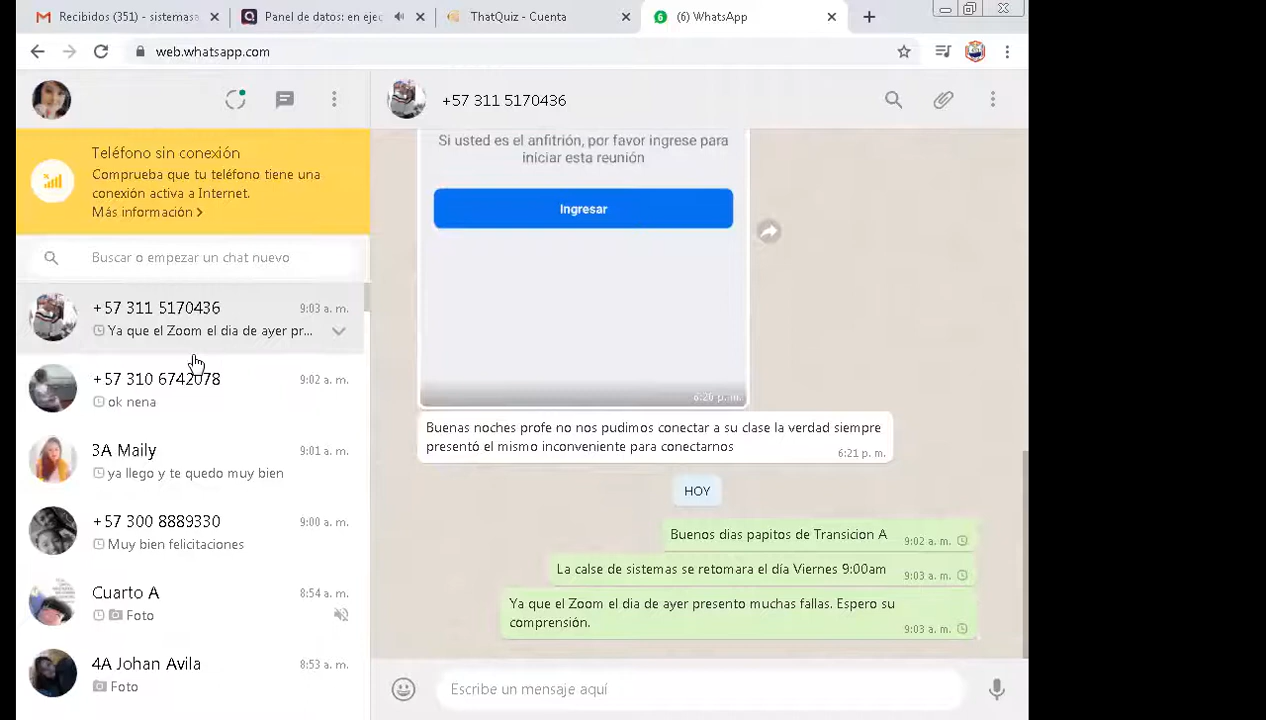 Recibidos (351) - sistemas
Panel de datos: en ejec
ThatQuiz - Cuenta
(6) WhatsApp
web.whatsapp.com
+57 311 5170436
Teléfono sin conexión
Comprueba que tu teléfono tiene una
conexión activa a Internet.
Más información >
Buscar o empezar un chat nuevo
+57 311 5170436 9:03 a. m.
Ya que el Zoom el dia de ayer pr...
+57 310 6742078 9:02 a. m.
ok nena
3A Maily 9:01 a. m.
ya llego y te quedo muy bien
+57 300 8889330 9:00 a. m.
Muy bien felicitaciones
Cuarto A 8:54 a. m.
Foto
4A Johan Avila 8:53 a. m.
Foto
Si usted es el anfitrión, por favor ingrese para
iniciar esta reunión
Ingresar
6:20 p. m.
Buenas noches profe no nos pudimos conectar a su clase la verdad siempre
presentó el mismo inconveniente para conectarnos
6:21 p. m.
HOY
Buenos dias papitos de Transicion A 9:02 a. m.
La calse de sistemas se retomara el día Viernes 9:00am 9:03 a. m.
Ya que el Zoom el dia de ayer presento muchas fallas. Espero su
comprensión. 9:03 a. m.
Escribe un mensaje aquí